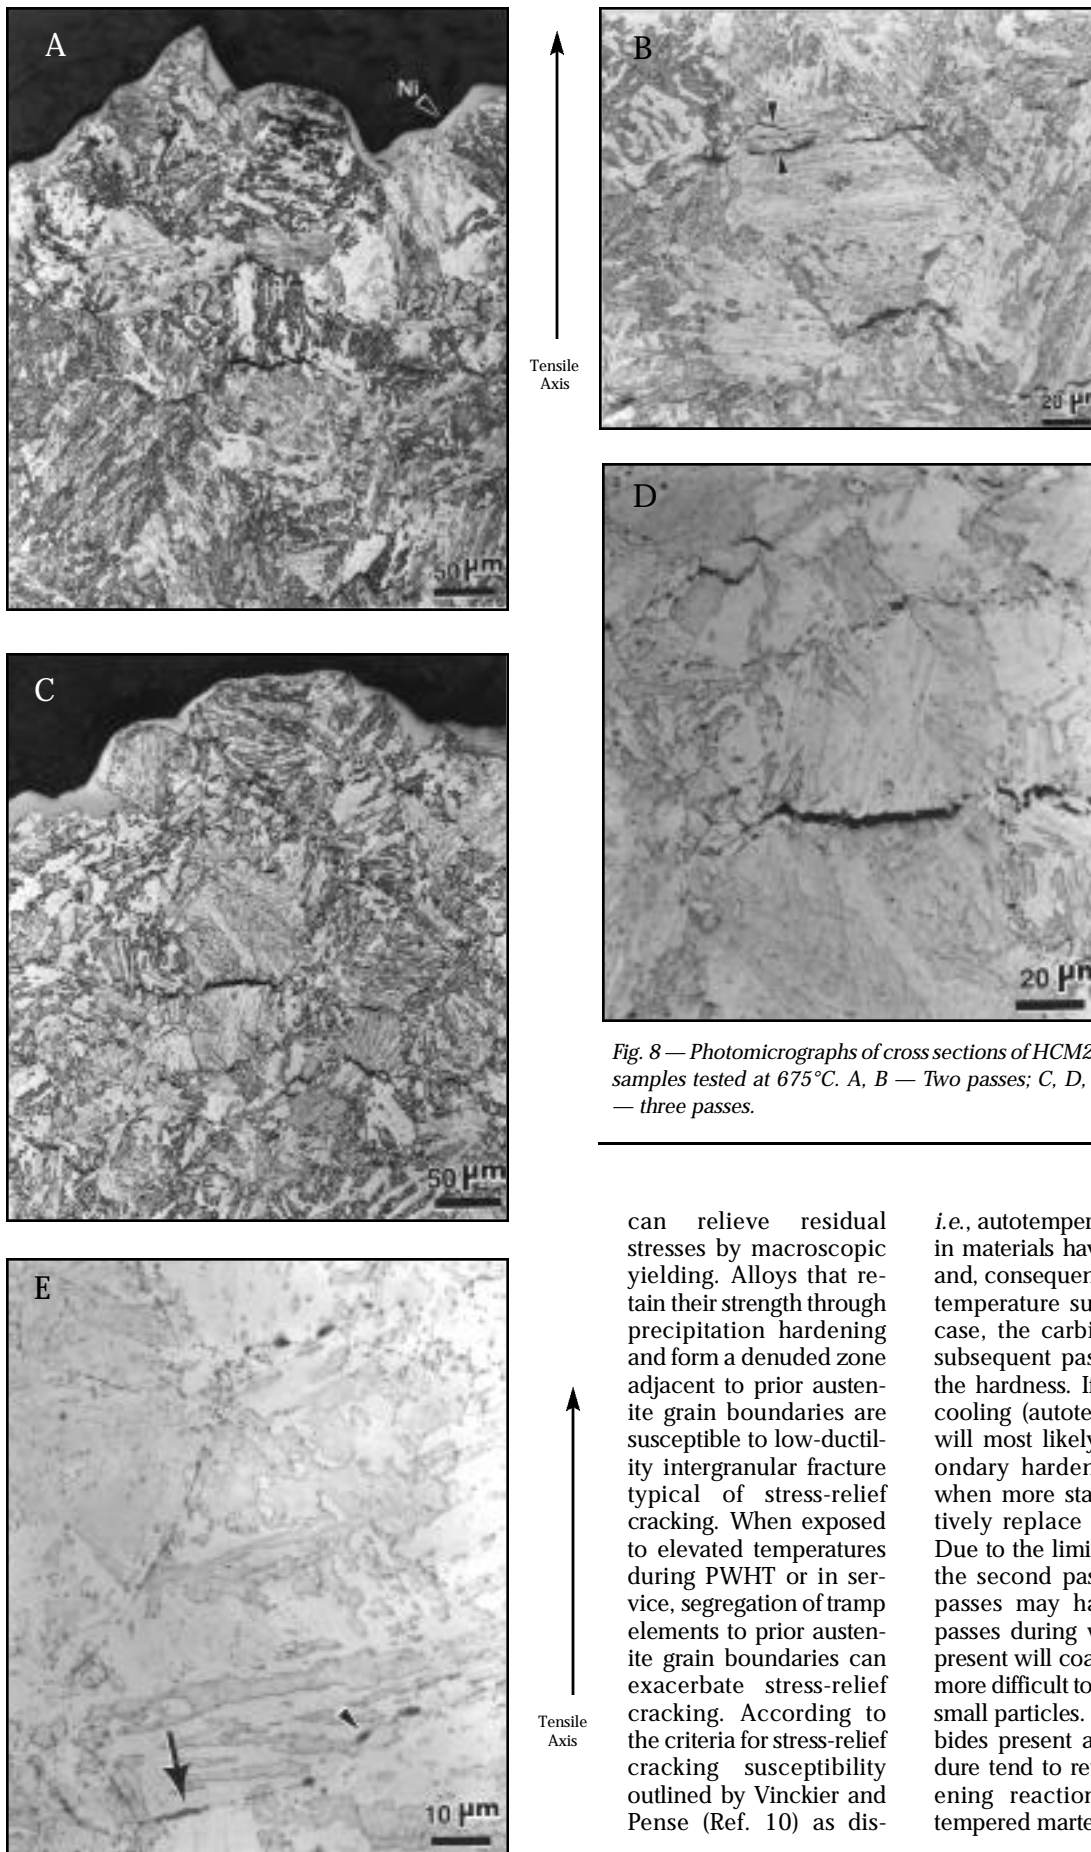 A
Ni
50 μm
Tensile
Axis
B
20 μm
C
50 μm
D
20 μm
Fig. 8 — Photomicrographs of cross sections of HCM2
samples tested at 675°C. A, B — Two passes; C, D,
— three passes.
E
10 μm
Tensile
Axis
can relieve residual
stresses by macroscopic
yielding. Alloys that re-
tain their strength through
precipitation hardening
and form a denuded zone
adjacent to prior austen-
ite grain boundaries are
susceptible to low-ductil-
ity intergranular fracture
typical of stress-relief
cracking. When exposed
to elevated temperatures
during PWHT or in ser-
vice, segregation of tramp
elements to prior austen-
ite grain boundaries can
exacerbate stress-relief
cracking. According to
the criteria for stress-relief
cracking susceptibility
outlined by Vinckier and
Pense (Ref. 10) as dis-
i.e., autotemper
in materials hav
and, consequen
temperature su
case, the carbi
subsequent pas
the hardness. I
cooling (autote
will most likely
ondary harden
when more sta
tively replace
Due to the limi
the second pas
passes may ha
passes during
present will coa
more difficult to
small particles.
bides present a
dure tend to re
ening reaction
tempered marte